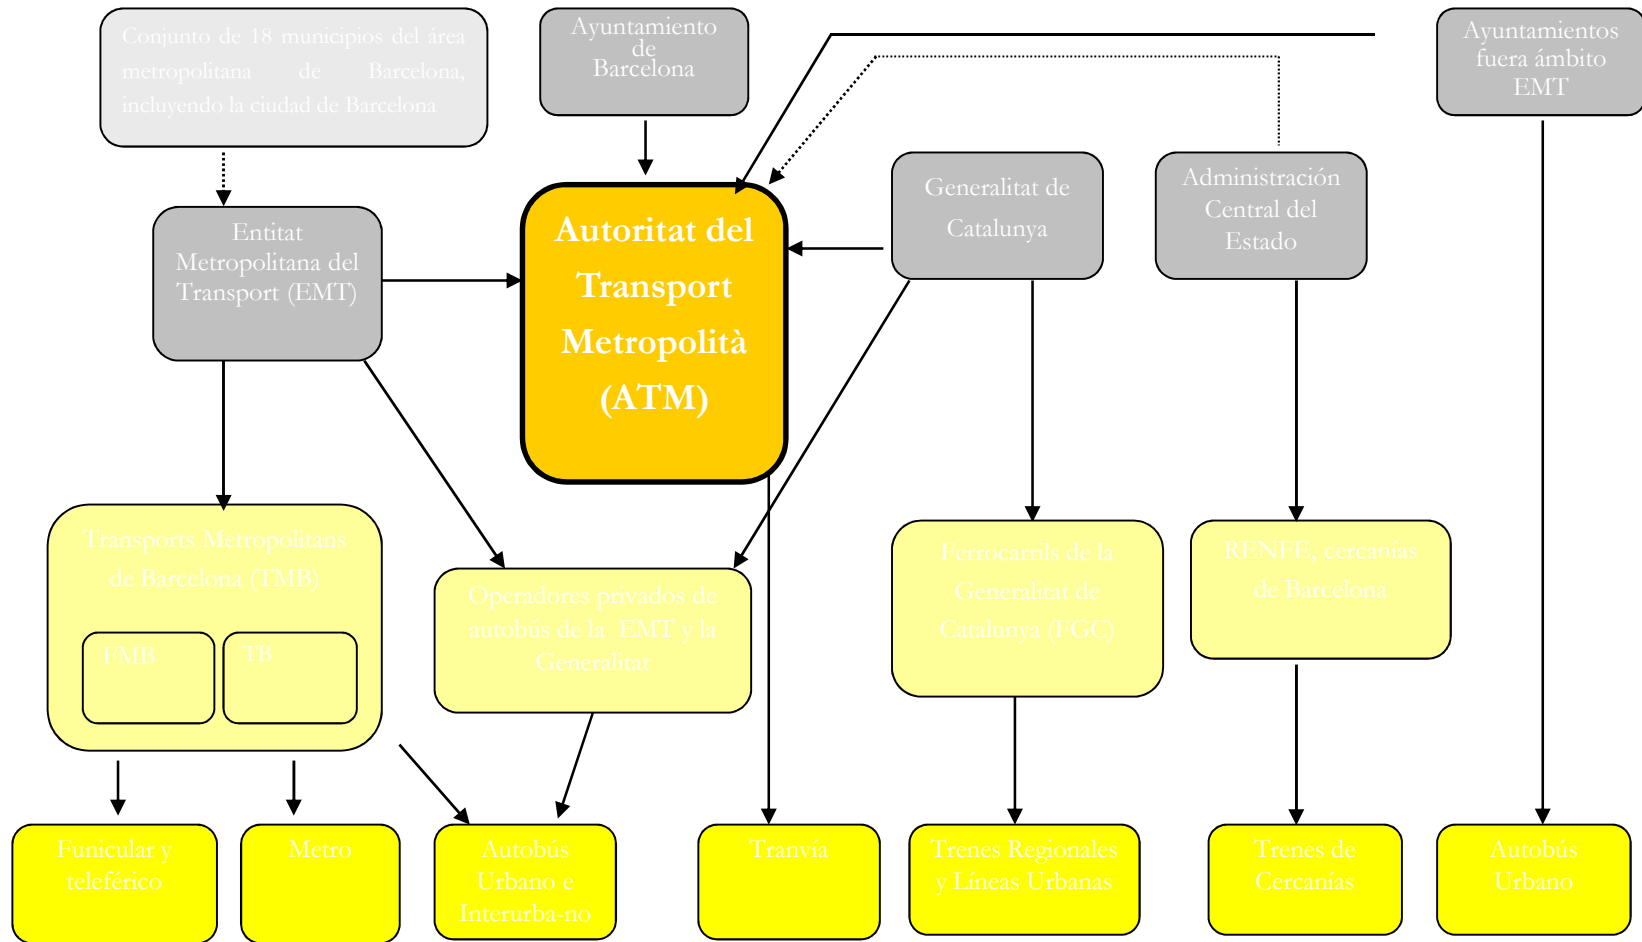 Conjunto de 18 municipios del área
metropolitana de Barcelona,
incluyendo la ciudad de Barcelona
Ayuntamiento
de
Barcelona
Ayuntamientos
fuera ámbito
EMT
Entitat
Metropolitana del
Transport (EMT)
Autoritat del
Transport
Metropolità
(ATM)
Generalitat de
Catalunya
Administración
Central del
Estado
Transports Metropolitans
de Barcelona (TMB)
FMB
TB
Operadores privados de
autobús de la EMT y la
Generalitat
Ferrocarrils de la
Generalitat de
Catalunya (FGC)
RENFE, cercanías
de Barcelona
Funicular y
teleférico
Metro
Autobús
Urbano e
Interurba-no
Tranvía
Trenes Regionales
y Líneas Urbanas
Trenes de
Cercanías
Autobús
Urbano